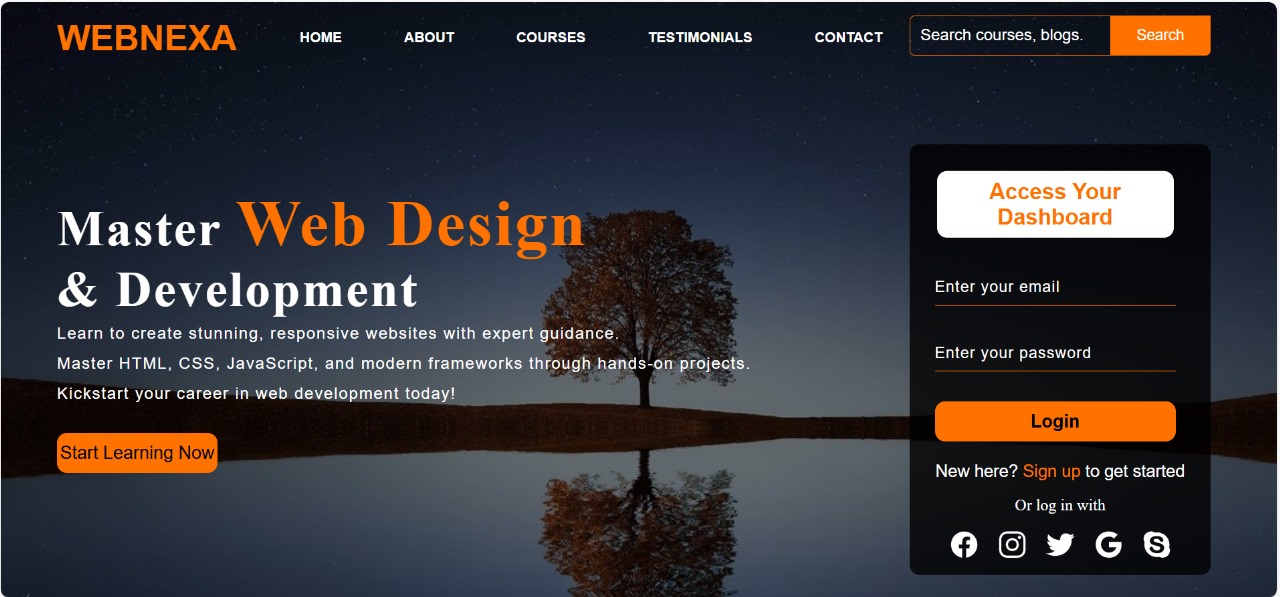 WEBNEXA
HOME
ABOUT
COURSES
TESTIMONIALS
CONTACT
Search courses, blogs.
Search
Master Web Design
& Development
Learn to create stunning, responsive websites with expert guidance.
Master HTML, CSS, JavaScript, and modern frameworks through hands-on projects.
Kickstart your career in web development today!
Start Learning Now
Access Your
Dashboard
Enter your email
Enter your password
Login
New here? Sign up to get started
Or log in with